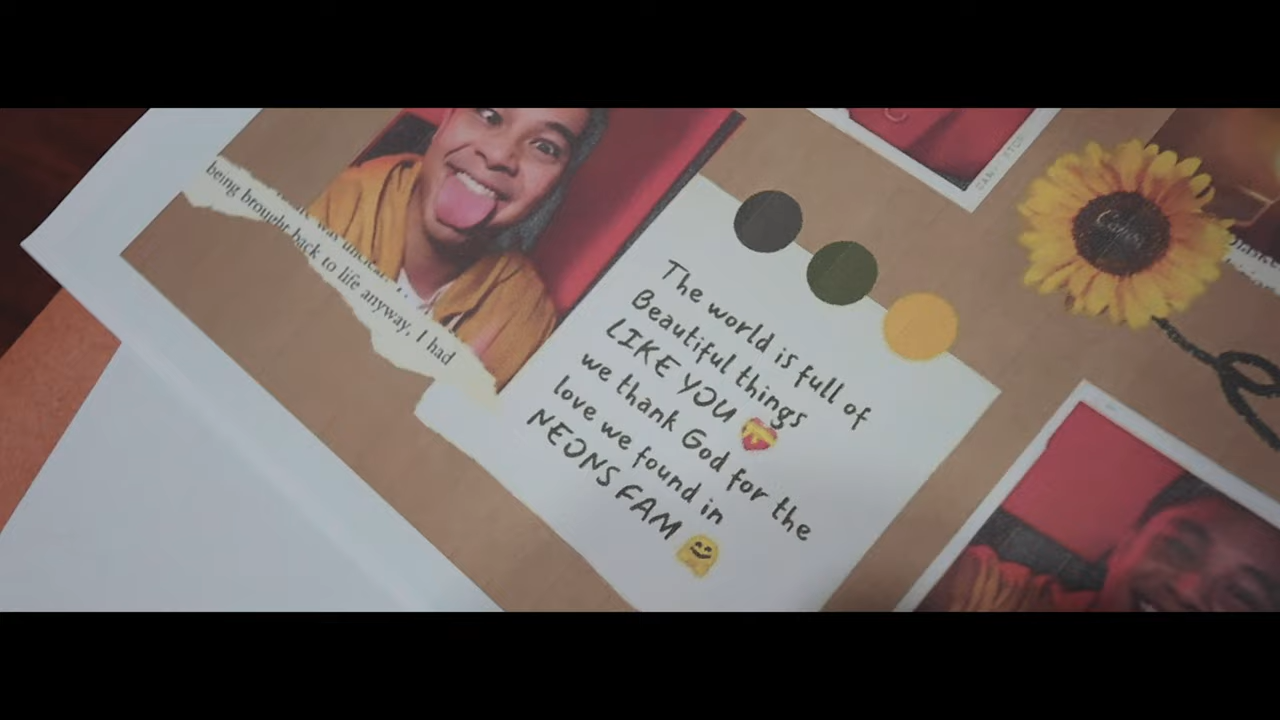 being brought back to life anyway, I had
The world is full of
Beautiful things
LIKE YOU 💝
we thank God for the
love we found in
NEONS FAM 🤗
Canva